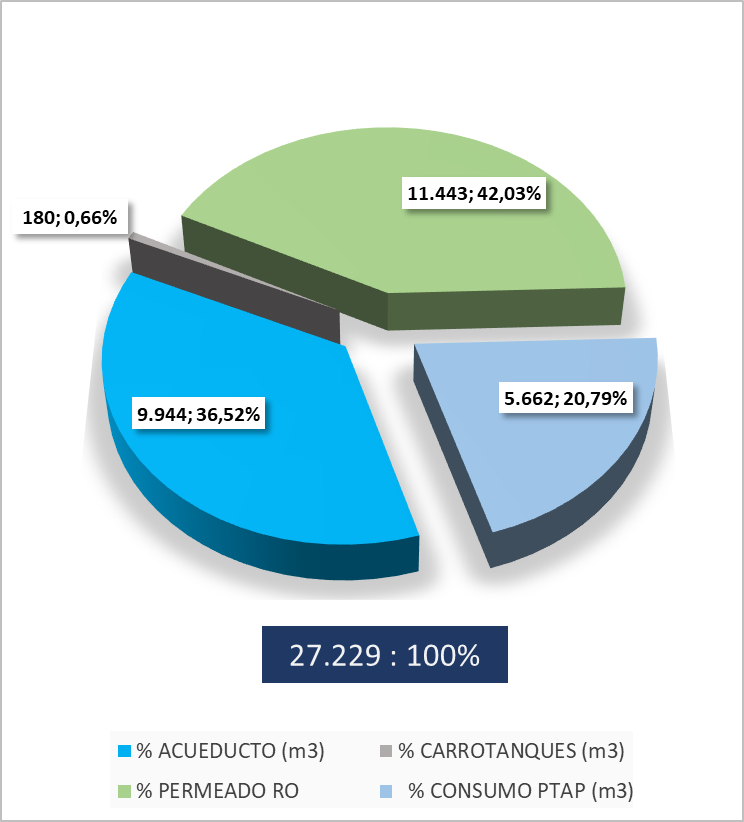 11.443; 42,03%
180; 0,66%
5.662; 20,79%
9.944; 36,52%
27.229 : 100%
% ACUEDUCTO (m3)
% CARROTANQUES (m3)
% PERMEADO RO
% CONSUMO PTAP (m3)